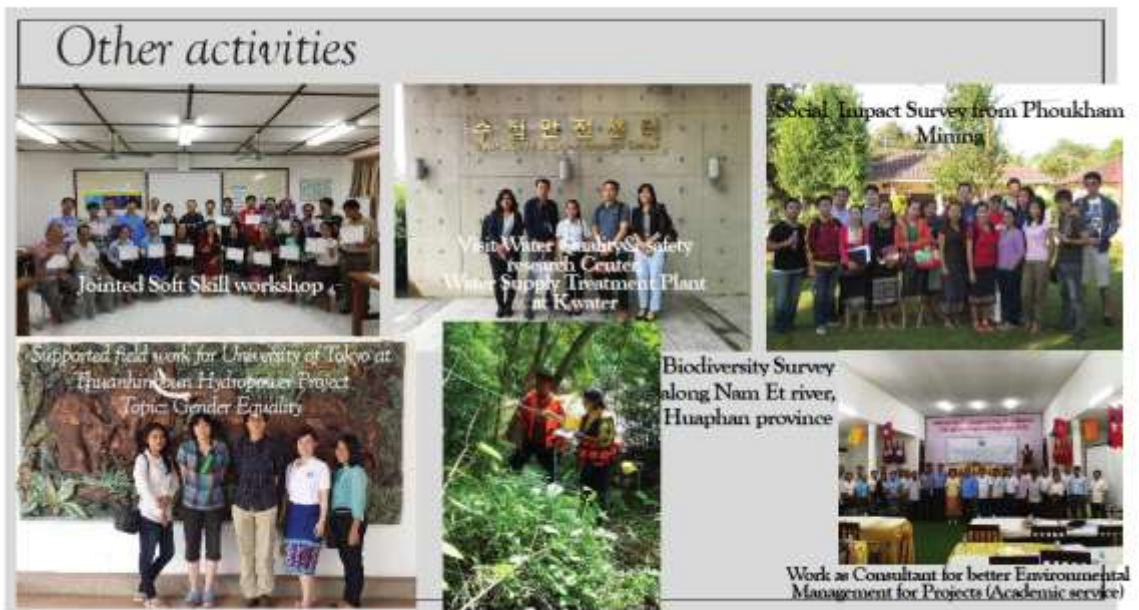 Other activities
Jointed Soft Skill workshop
Visit Water Quality& safety
research Center
Water Supply Treatment Plant
at Kwater
Social Impact Survey from Phoukham
Mining
Supported field work for University of Tokyo at
Topic: Gender Equality
Biodiversity Survey
along Nam Et river,
Huaphan province
Work as Consultant for better Environmental
Management for Projects (Academic service)